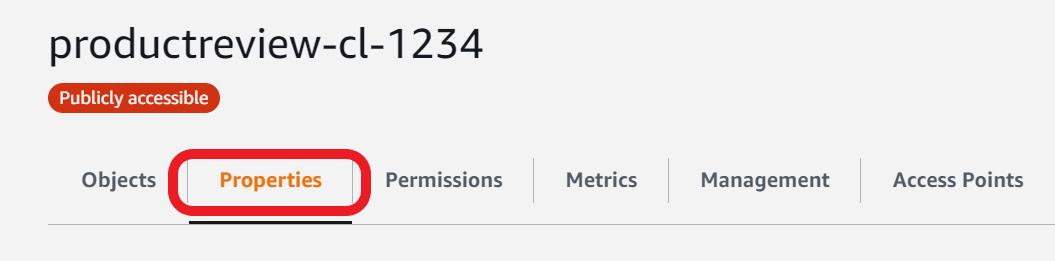 productreview-cl-1234
Publicly accessible
Objects Properties Permissions Metrics Management Access Points